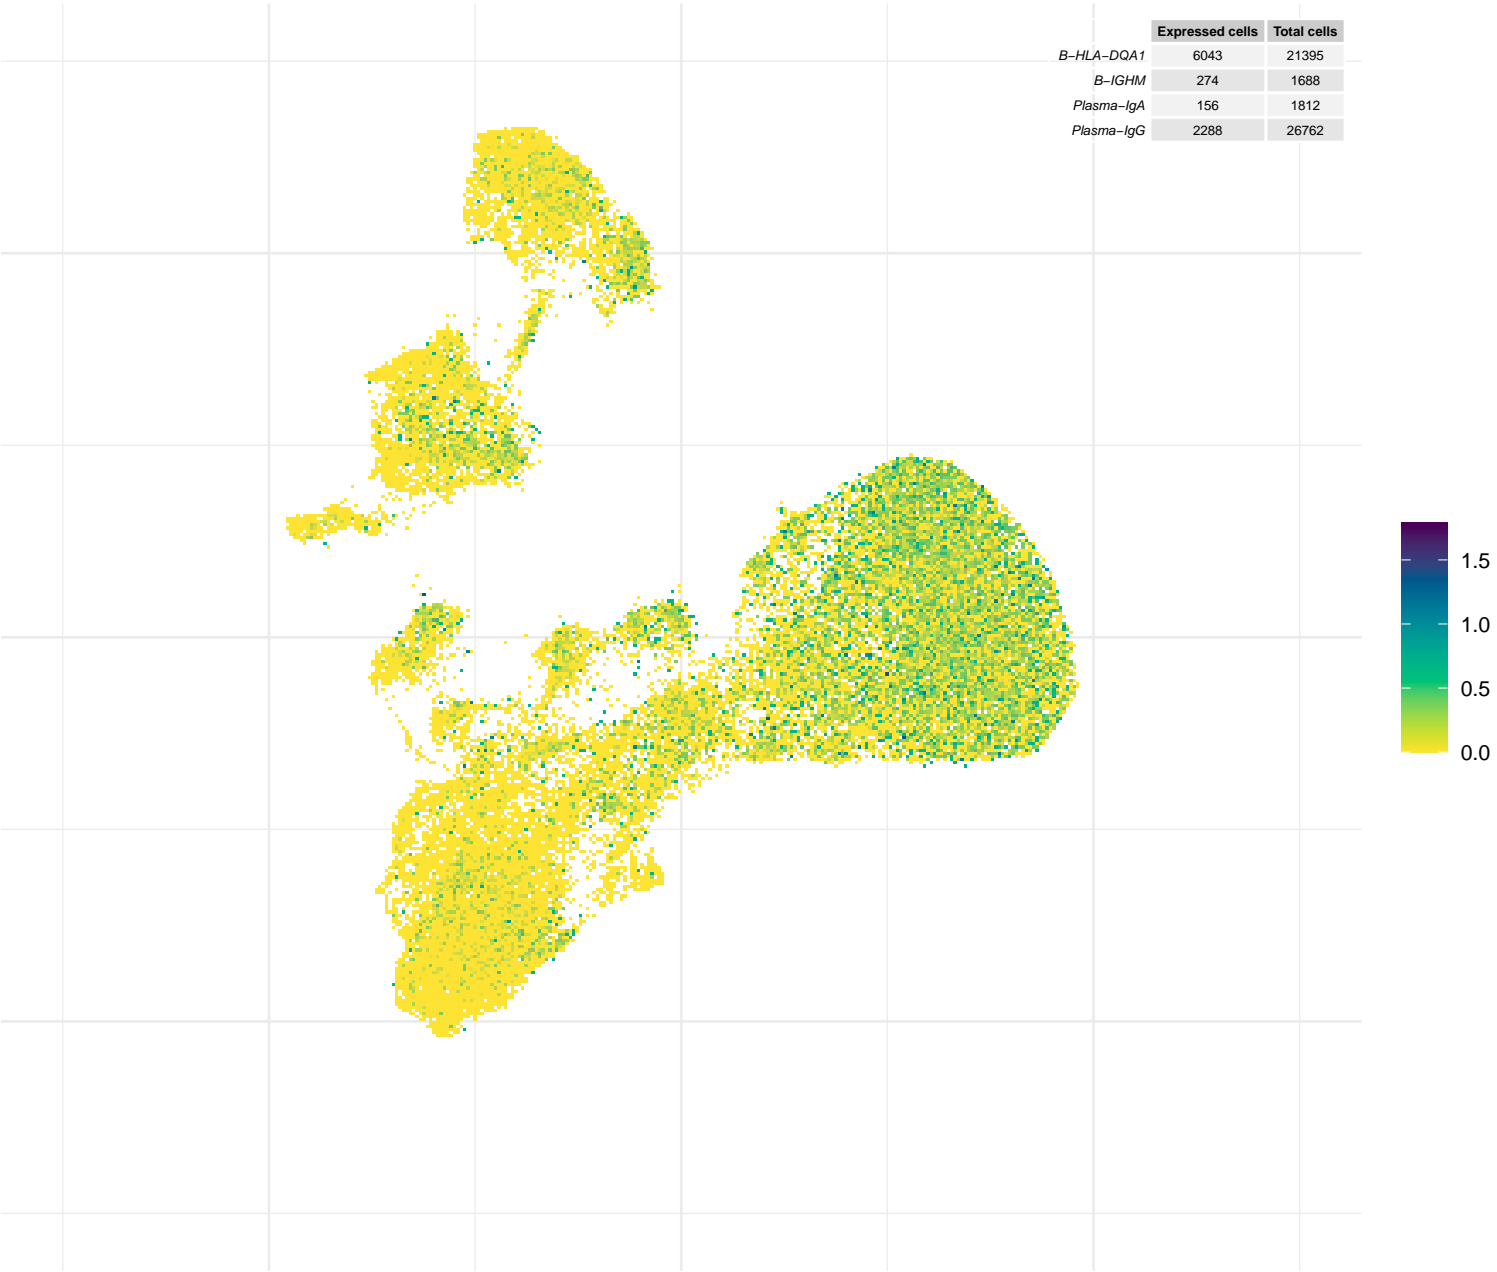 Expressed cells Total cells
B−HLA−DQA1 6043 21395
B−IGHM 274 1688
Plasma−IgA 156 1812
Plasma−IgG 2288 26762
1.5
1.0
0.5
0.0